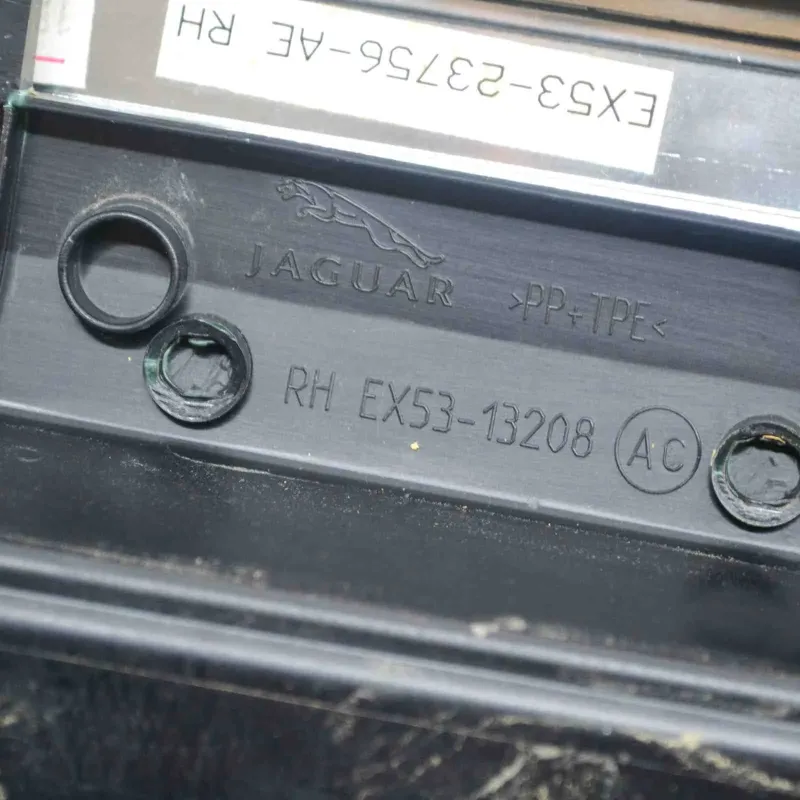 EX53-23756-AE RH
JAGUAR
>PP+TPE<
RH EX53-13208 AC